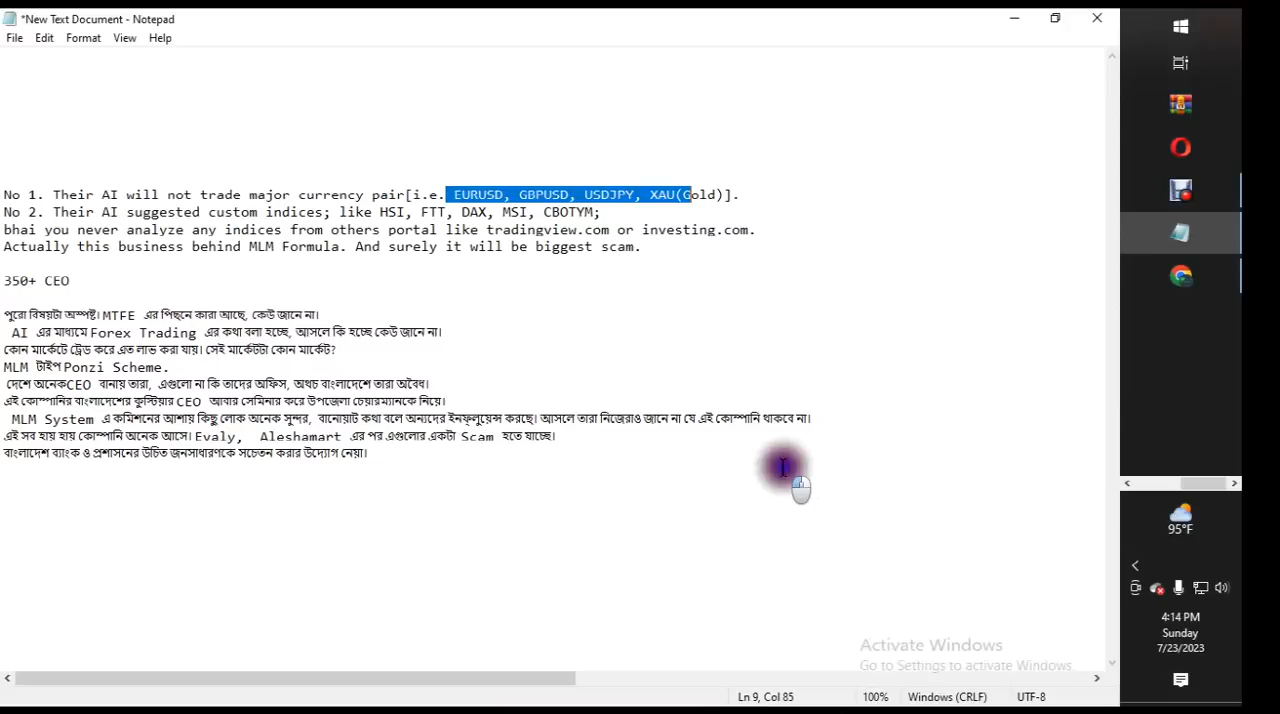 *New Text Document - Notepad
File Edit Format View Help
No 1. Their AI will not trade major currency pair[i.e. EURUSD, GBPUSD, USDJPY, XAU(Gold)].
No 2. Their AI suggested custom indices; like HSI, FTT, DAX, MSI, CBOTYM;
bhai you never analyze any indices from others portal like tradingview.com or investing.com.
Actually this business behind MLM Formula. And surely it will be biggest scam.
350+ CEO
পুরো বিষয়টা অস্পষ্ট। MTFE এর পিছনে কারা আছে, কেউ জানে না।
AI এর মাধ্যমে Forex Trading এর কথা বলা হচ্ছে, আসলে কি হচ্ছে কেউ জানে না।
কোন মার্কেটে ট্রেড করে এত লাভ করা যায়। সেই মার্কেটটা কোন মার্কেট?
MLM টাইপ Ponzi Scheme.
দেশে অনেক CEO বানায় তারা, এগুলো না কি তাদের অফিস, অথচ বাংলাদেশে তারা অবৈধ।
এই কোম্পানির বাংলাদেশের কুস্টিয়ার CEO আবার সেমিনার করে উপজেলা চেয়ারম্যানকে নিয়ে।
MLM System এ কমিশনের আশায় কিছু লোক অনেক সুন্দর, বানোয়াট কথা বলে অন্যদের ইনফ্লুয়েন্স করছে। আসলে তারা নিজেরাও জানে না যে এই কোম্পানি থাকবে না।
এই সব হায় হায় কোম্পানি অনেক আসে। Evaly, Aleshamart এর পর এগুলোর একটা Scam হতে যাচ্ছে।
বাংলাদেশ ব্যাংক ও প্রশাসনের উচিত জনসাধারণকে সচেতন করার উদ্যোগ নেয়া।
95°F
4:14 PM
Sunday
7/23/2023
Activate Windows
Go to Settings to activate Windows.
Ln 9, Col 85 100% Windows (CRLF) UTF-8